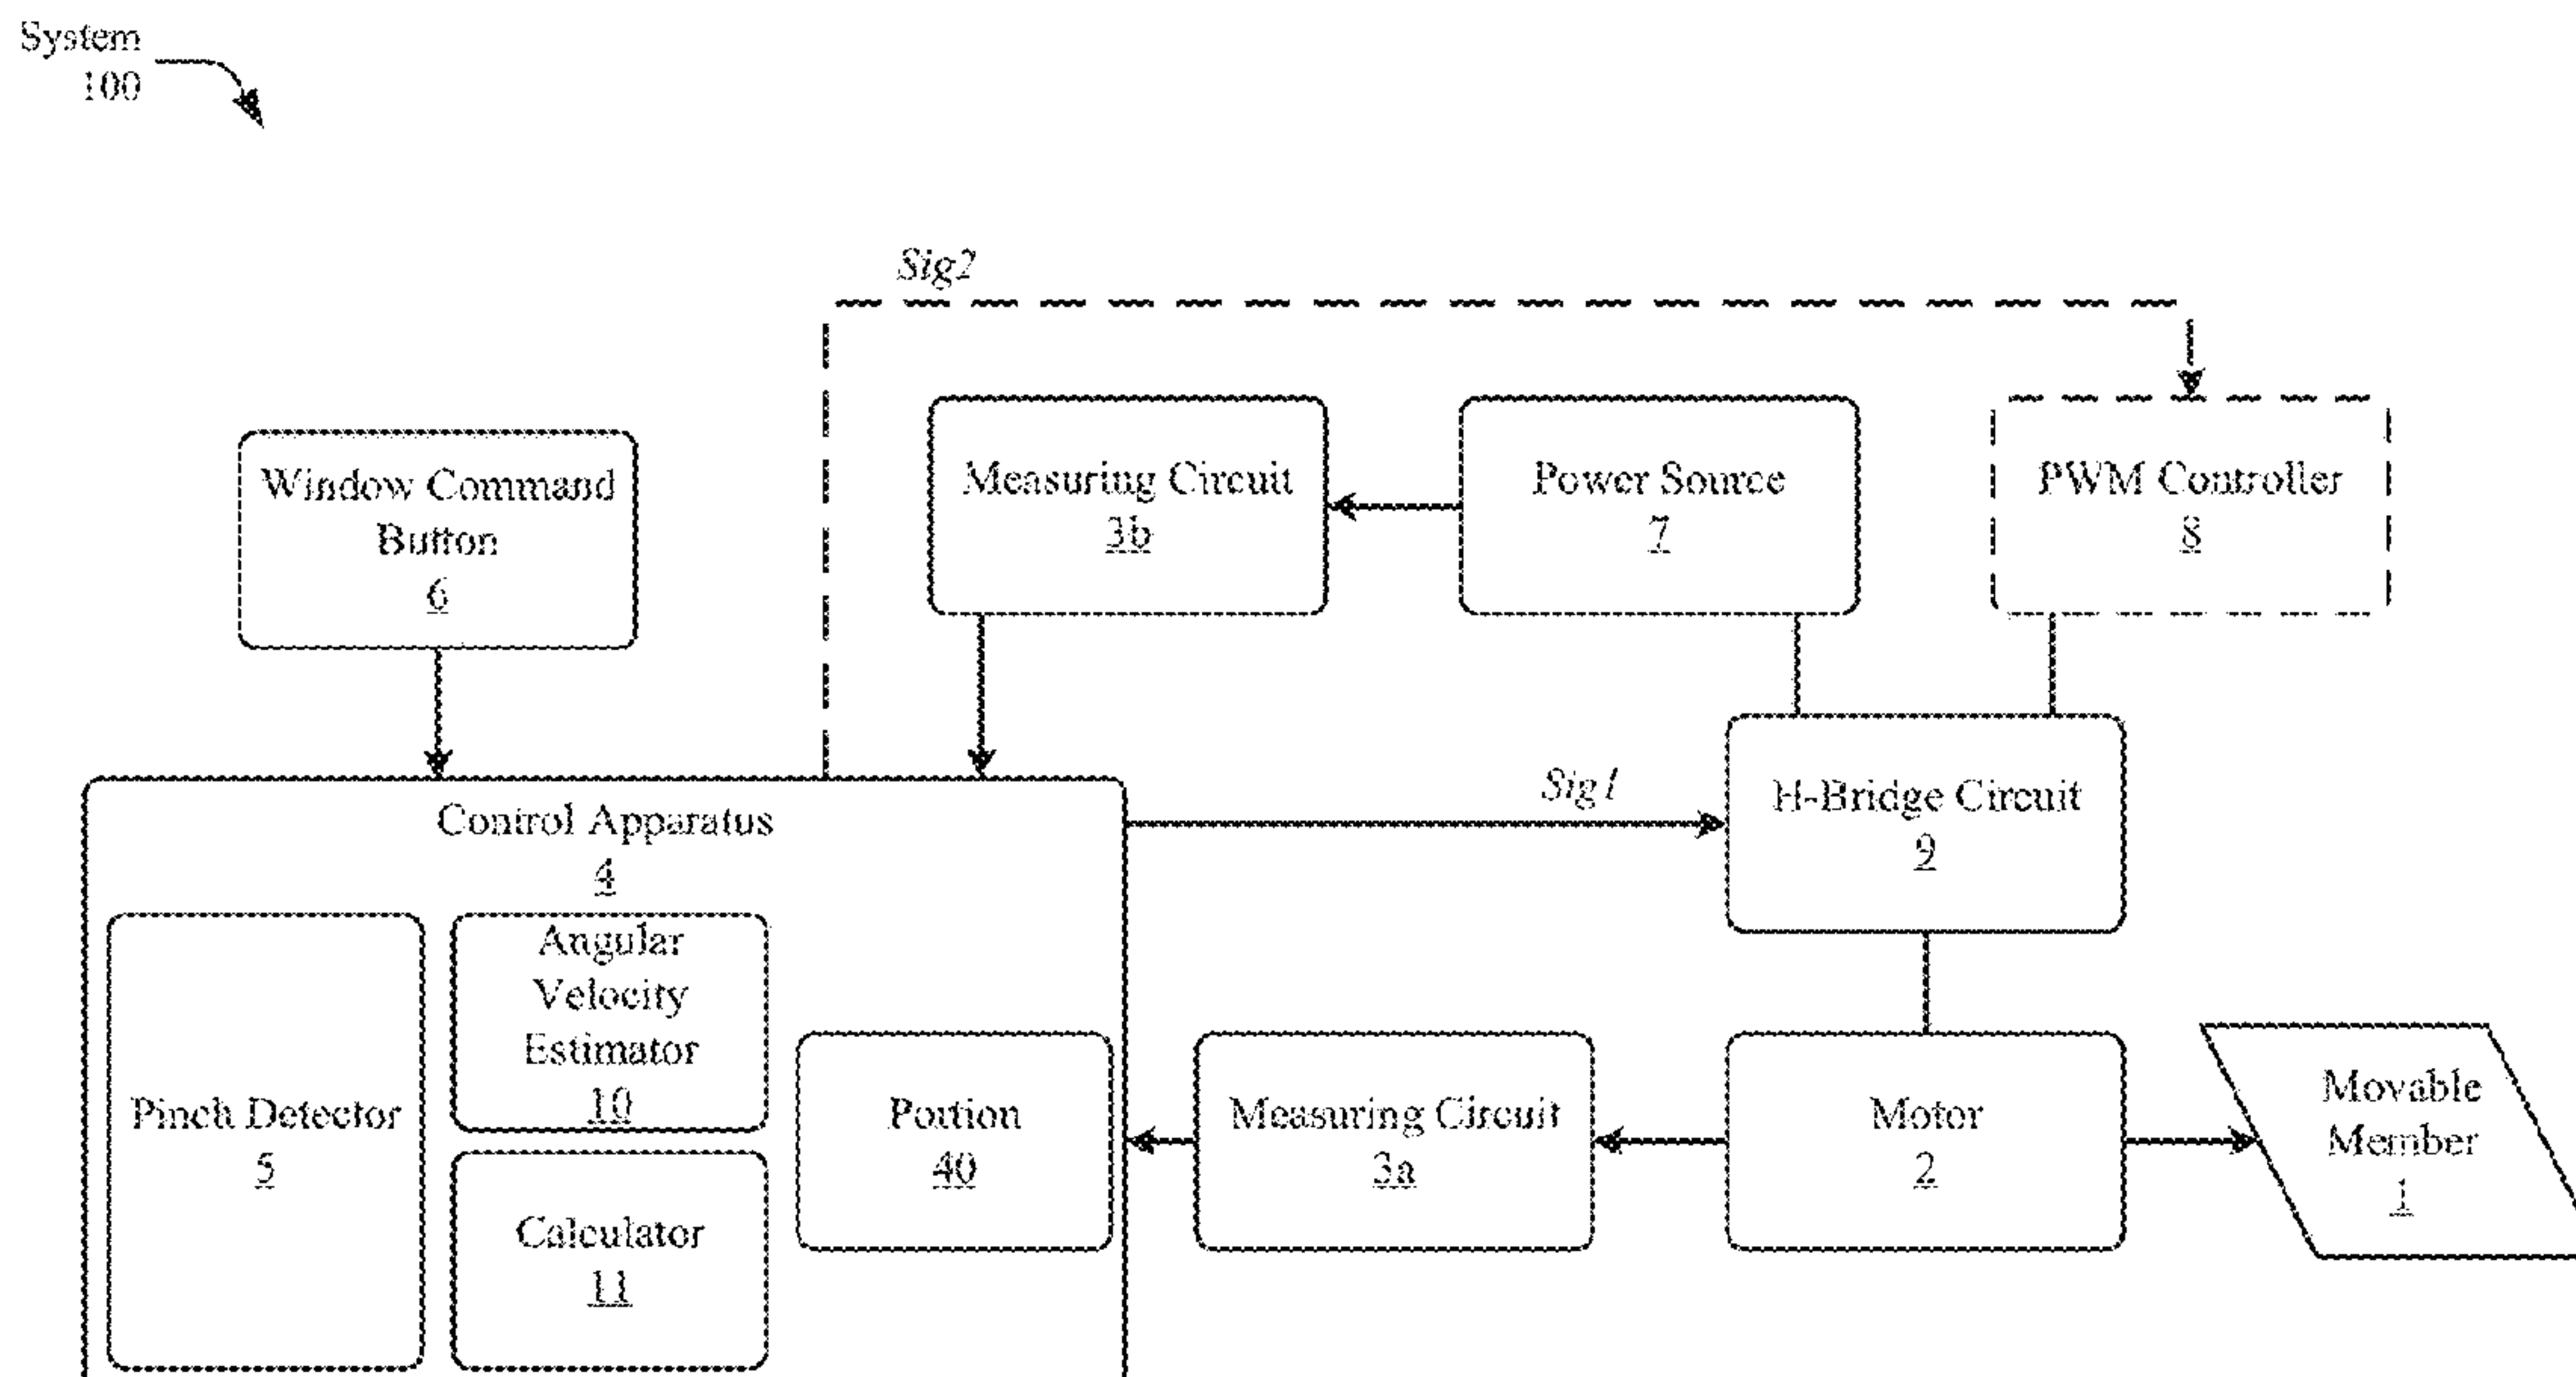 System
100
Sig2
Window Command
Button
6
Measuring Circuit
3b
Power Source
7
PWM Controller
8
Sig1
H-Bridge Circuit
9
Control Apparatus
4
Pinch Detector
5
Angular
Velocity
Estimator
10
Calculator
11
Portion
40
Measuring Circuit
3a
Motor
2
Movable
Member
1